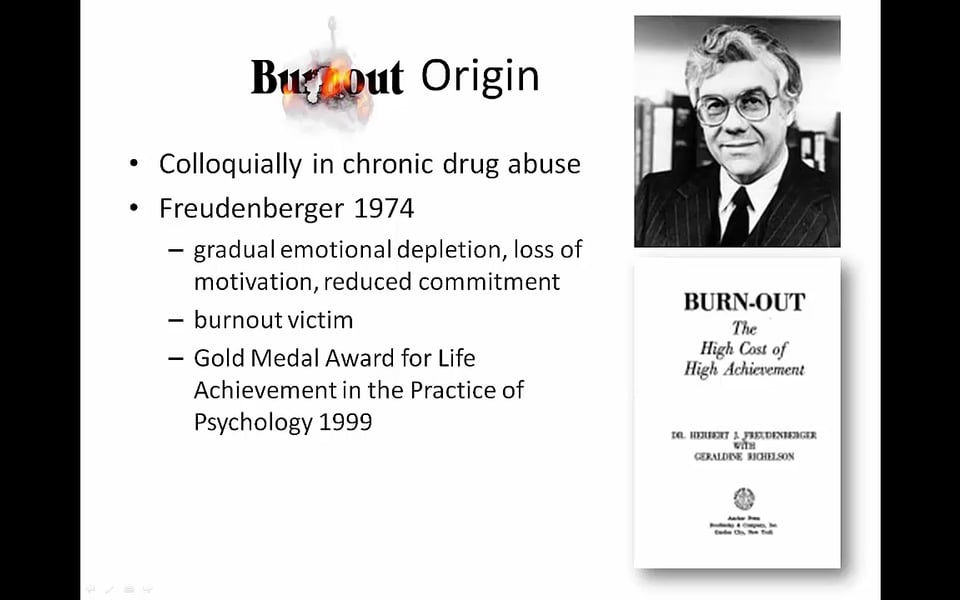 Burnout Origin
• Colloquially in chronic drug abuse
• Freudenberger 1974
– gradual emotional depletion, loss of
motivation, reduced commitment
– burnout victim
– Gold Medal Award for Life
Achievement in the Practice of
Psychology 1999
BURN-OUT
The
High Cost of
High Achievement
DR. HERBERT J. FREUDENBERGER
WITH
GERALDINE RICHELSON
Anchor Press
Doubleday & Company, Inc.
Garden City, New York